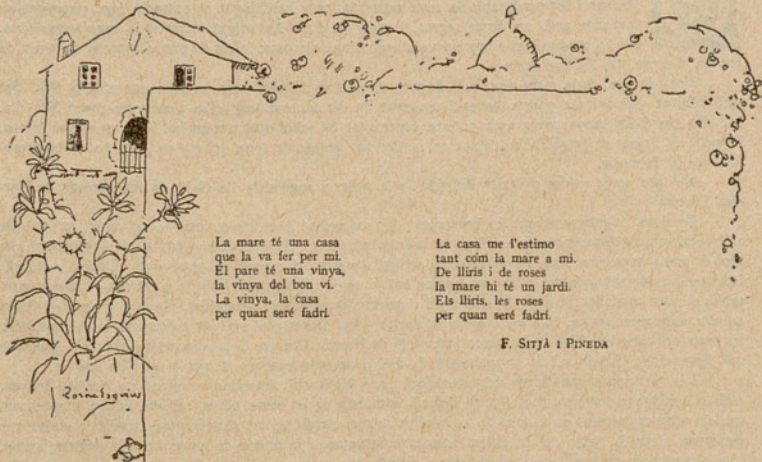 La mare té una casa
que la va fer per mi.
El pare té una vinya,
la vinya del bon vi.
La vinya, la casa
per quan seré fadrí.
La casa me l'estimo
tant com la mare a mi.
De lliris i de roses
la mare hi té un jardí.
Els lliris, les roses
per quan seré fadrí.
F. SITJÀ I PINEDA